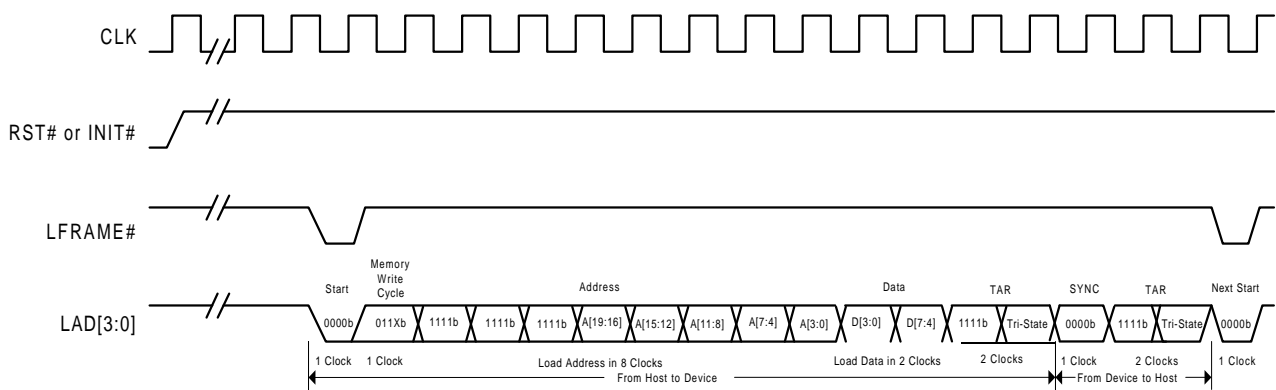 CLK
RST# or INIT#
LFRAME#
Memory
Write
Cycle
Start
Address
Data
TAR
SYNC
TAR
Next Start
LAD[3:0]
0000b 011Xb 1111b 1111b 1111b A[19:16] A[15:12] A[11:8] A[7:4] A[3:0] D[3:0] D[7:4] 1111b Tri-State 0000b 1111b Tri-State 0000b
1 Clock 1 Clock Load Address in 8 Clocks Load Data in 2 Clocks 2 Clocks 1 Clock 2 Clocks 1 Clock
From Host to Device From Device to Host